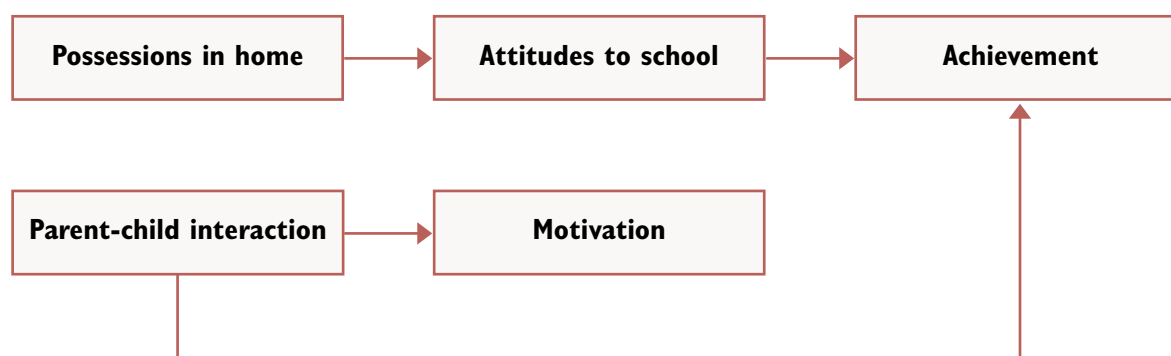 Possessions in home
Attitudes to school
Achievement
Parent-child interaction
Motivation